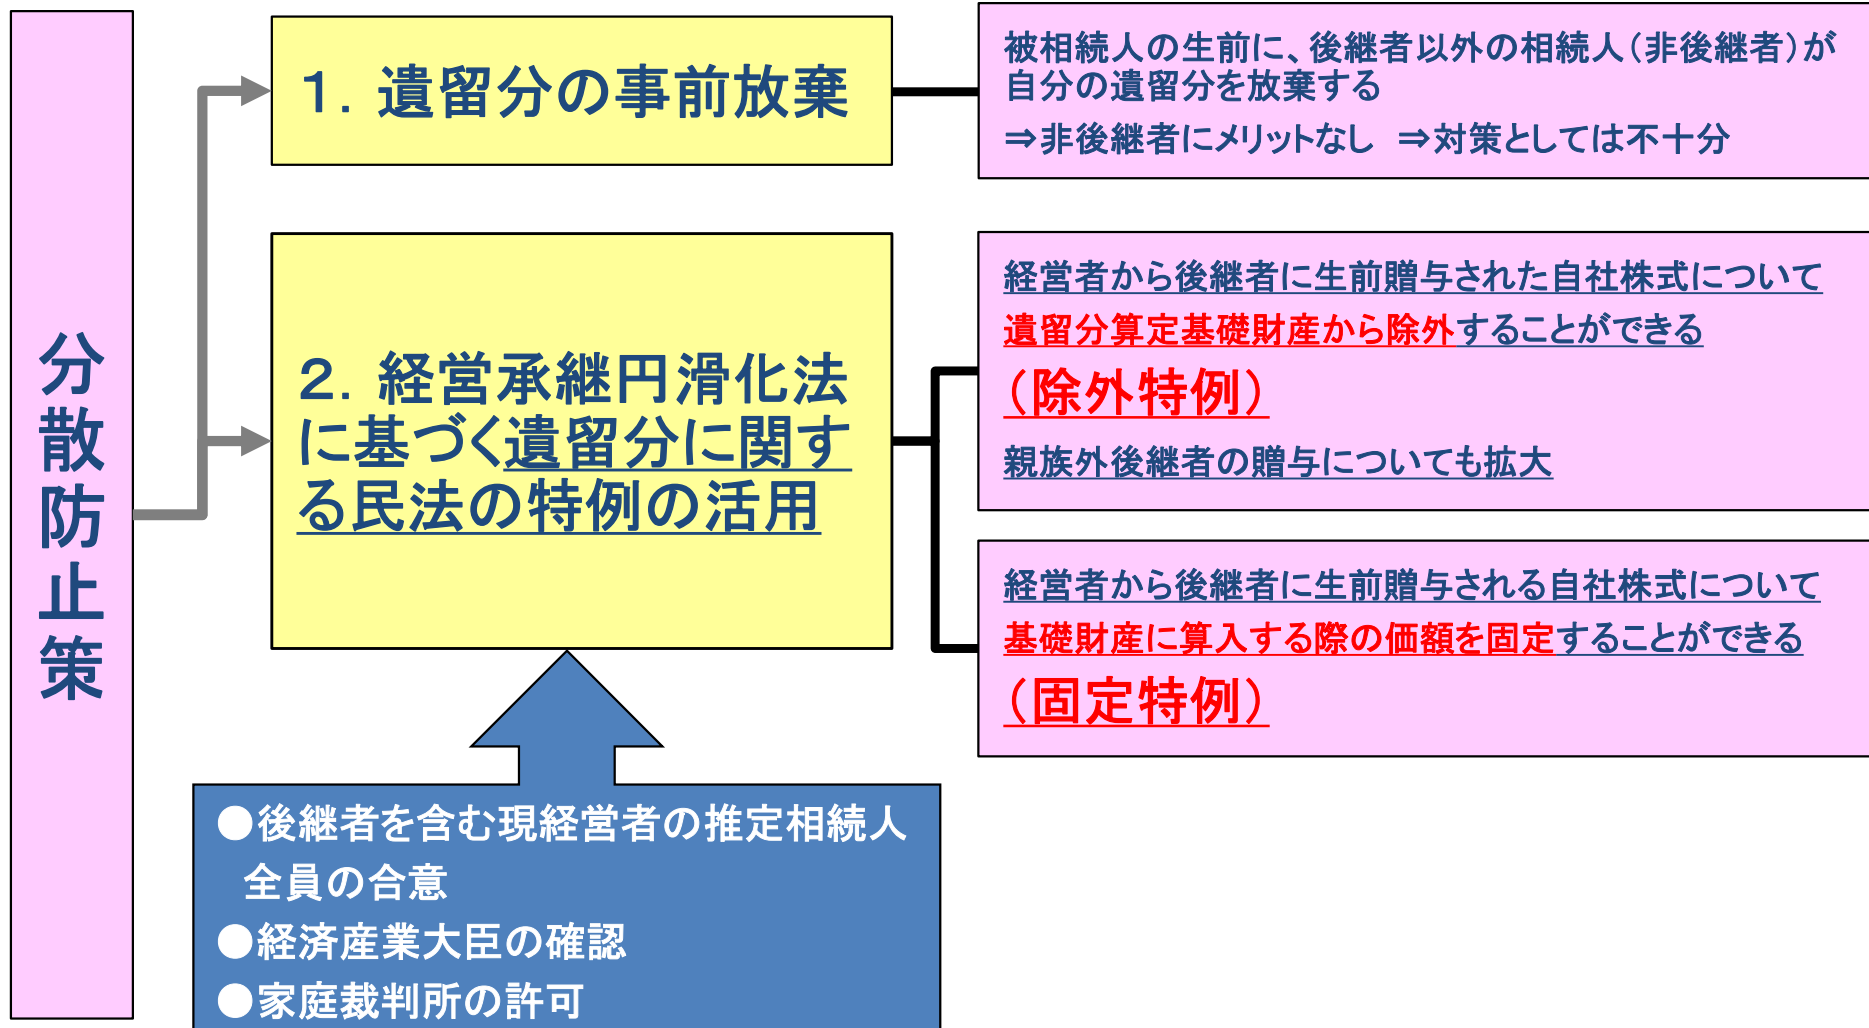 分散防止策
１．遺留分の事前放棄
被相続人の生前に、後継者以外の相続人（非後継者）が
自分の遺留分を放棄する
⇒非後継者にメリットなし　⇒対策としては不十分
２．経営承継円滑化法
に基づく遺留分に関す
る民法の特例の活用
経営者から後継者に生前贈与された自社株式について
遺留分算定基礎財産から除外することができる
（除外特例）
親族外後継者の贈与についても拡大
経営者から後継者に生前贈与される自社株式について
基礎財産に算入する際の価額を固定することができる
（固定特例）
●後継者を含む現経営者の推定相続人
全員の合意
●経済産業大臣の確認
●家庭裁判所の許可